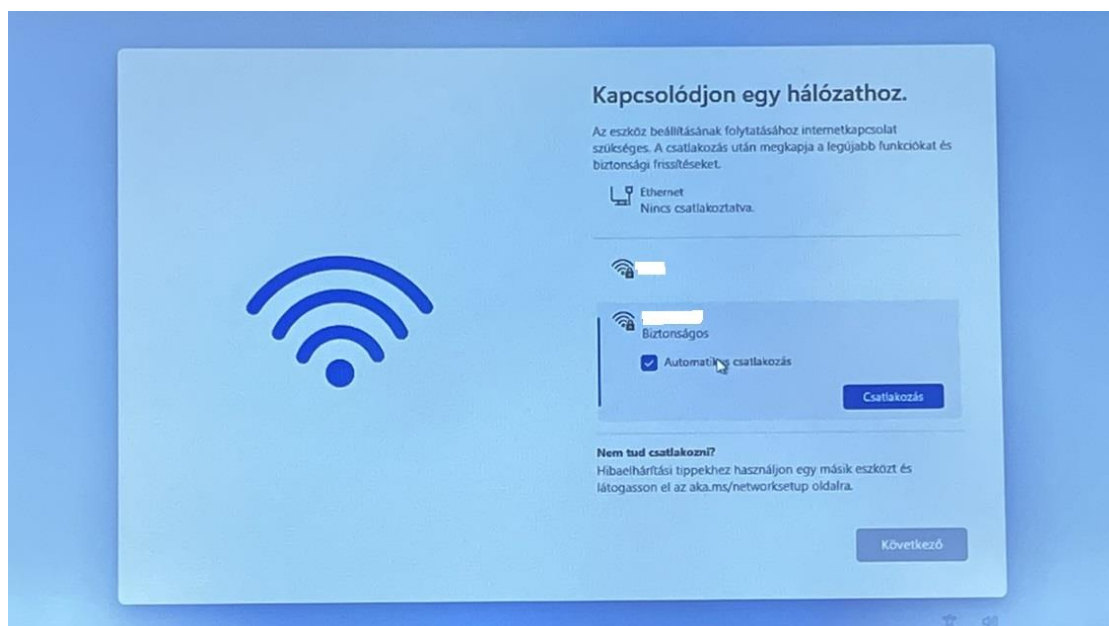 Kapcsolódjon egy hálózathoz.
Az eszköz beállításának folytatásához internetkapcsolat
szükséges. A csatlakozás után megkapja a legújabb funkciókat és
biztonsági frissítéseket.
Ethernet
Nincs csatlakoztatva.
Biztonságos
Automatikus csatlakozás
Csatlakozás
Nem tud csatlakozni?
Hibaelhárítási tippekhez használjon egy másik eszközt és
látogasson el az aka.ms/networksetup oldalra.
Következő